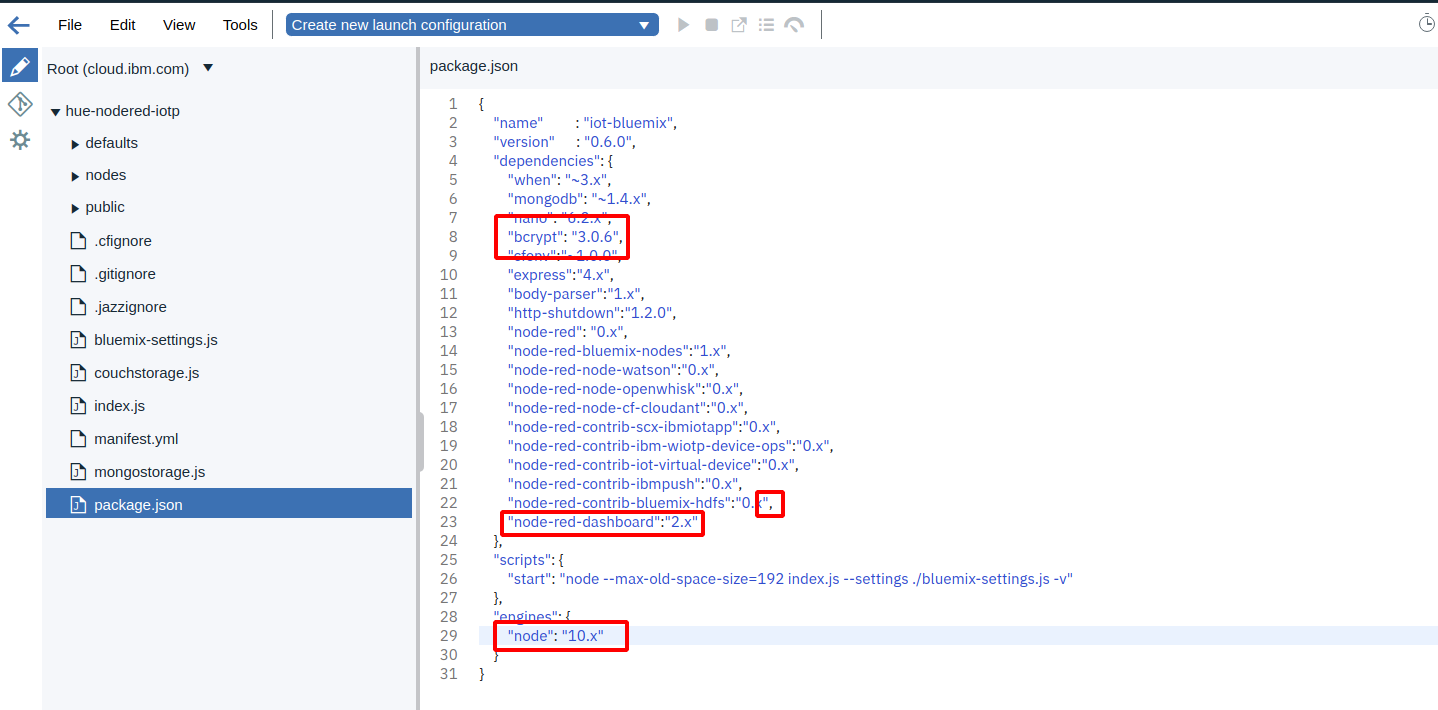 File Edit View Tools Create new launch configuration
Root (cloud.ibm.com)
package.json
hue-nodered-iotp
defaults
nodes
public
.cfignore
.gitignore
.jazzignore
bluemix-settings.js
couchstorage.js
index.js
manifest.yml
mongostorage.js
package.json
1 {
2 "name" : "iot-bluemix",
3 "version" : "0.6.0",
4 "dependencies": {
5 "when": "~3.x",
6 "mongodb": "~1.4.x",
7 "nano": "6.2.x",
8 "bcrypt": "3.0.6",
9 "cfenv":"~1.0.0",
10 "express":"4.x",
11 "body-parser":"1.x",
12 "http-shutdown":"1.2.0",
13 "node-red": "0.x",
14 "node-red-bluemix-nodes":"1.x",
15 "node-red-node-watson":"0.x",
16 "node-red-node-openwhisk":"0.x",
17 "node-red-node-cf-cloudant":"0.x",
18 "node-red-contrib-scx-ibmiotapp":"0.x",
19 "node-red-contrib-ibm-wiotp-device-ops":"0.x",
20 "node-red-contrib-iot-virtual-device":"0.x",
21 "node-red-contrib-ibmpush":"0.x",
22 "node-red-contrib-bluemix-hdfs":"0.x",
23 "node-red-dashboard":"2.x"
24 },
25 "scripts": {
26 "start": "node --max-old-space-size=192 index.js --settings ./bluemix-settings.js -v"
27 },
28 "engines": {
29 "node": "10.x"
30 }
31 }